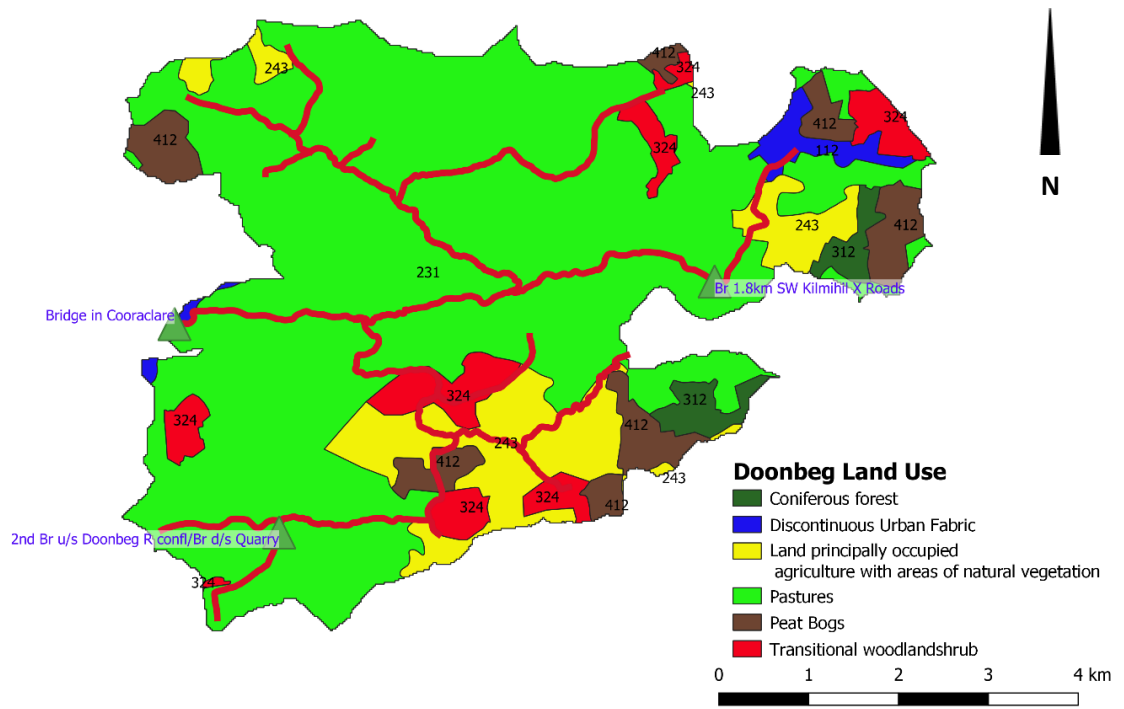 412
324
243
243
412
324
412
112
324
243
412
312
231
Br 1.8km SW Kilmihil X Roads
Bridge in Cooraclare
N
324
324
312
412
243
412
243
324
324
412
2nd Br u/s Doonbeg R confl/Br d/s Quarry
324
Doonbeg Land Use
Coniferous forest
Discontinuous Urban Fabric
Land principally occupied
agriculture with areas of natural vegetation
Pastures
Peat Bogs
Transitional woodlandshrub
0 1 2 3 4 km